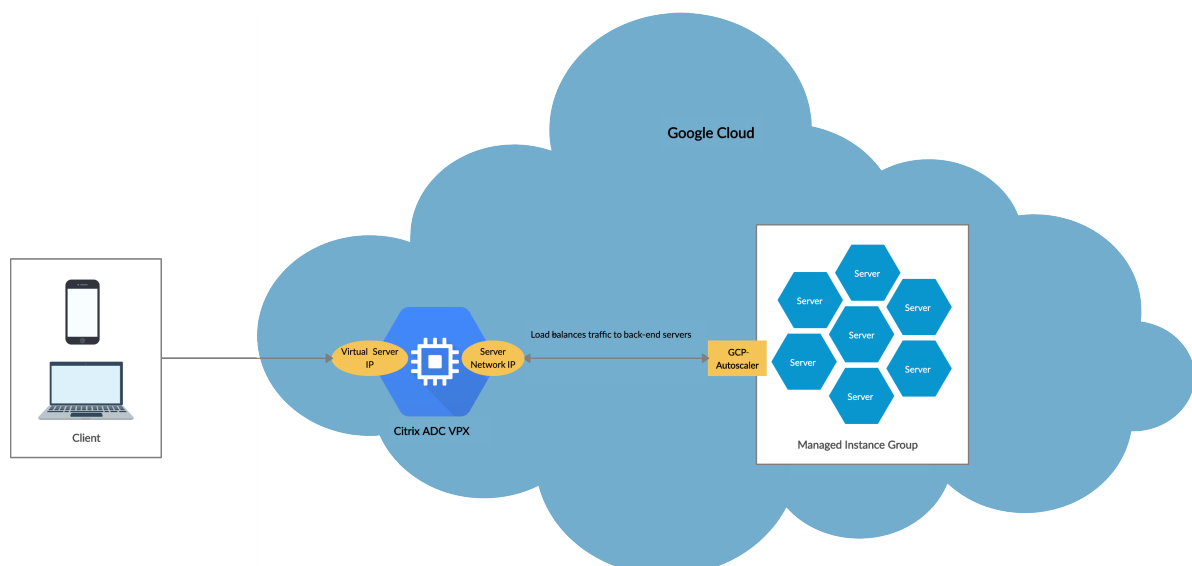 Google Cloud
Client
Virtual Server
IP
Server
Network IP
Citrix ADC VPX
Load balances traffic to back-end servers
GCP-
Autoscaler
Server
Server
Server
Server
Server
Server
Server
Managed Instance Group